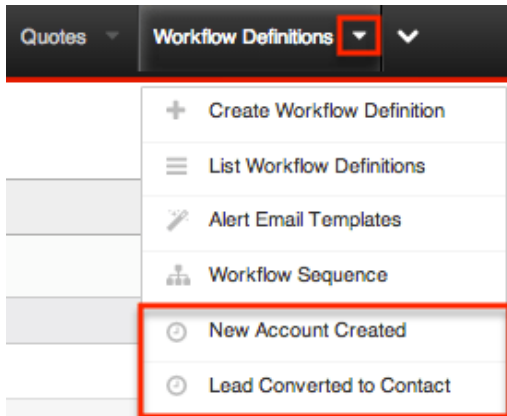 Quotes Workflow Definitions
Create Workflow Definition
List Workflow Definitions
Alert Email Templates
Workflow Sequence
New Account Created
Lead Converted to Contact